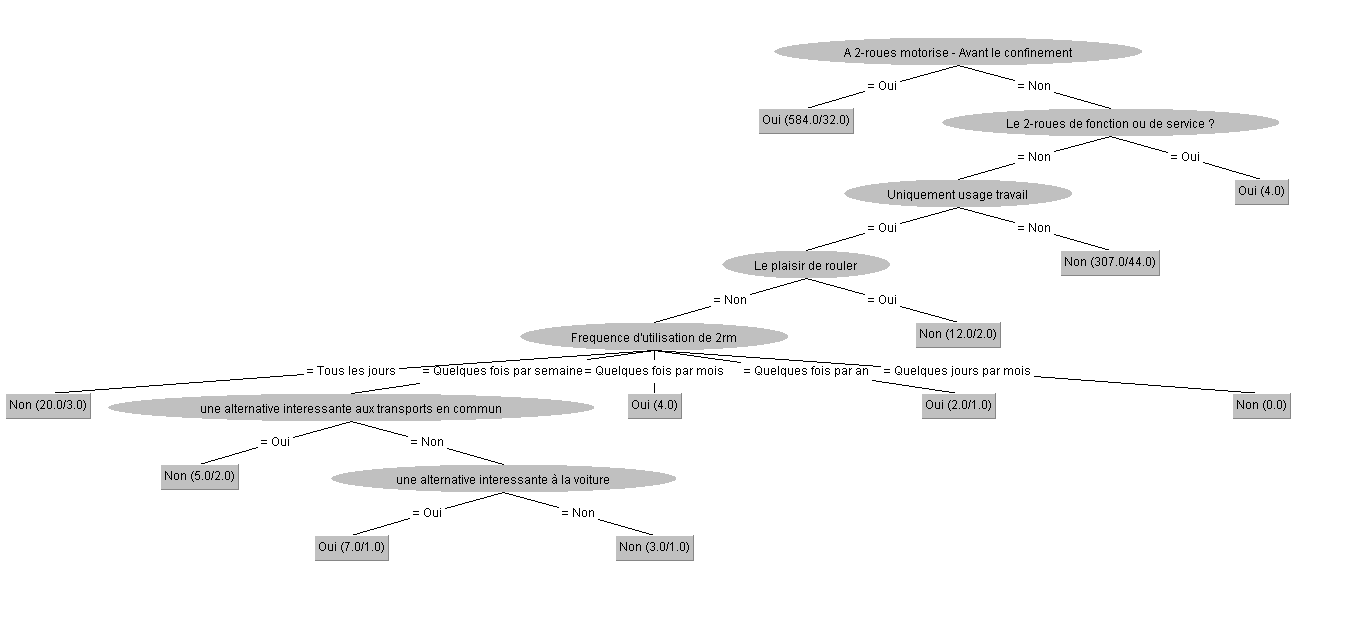 A 2-roues motorise - Avant le confinement
= Oui
= Non
Oui (584.0/32.0)
Le 2-roues de fonction ou de service ?
= Non
= Oui
Uniquement usage travail
Oui (4.0)
= Oui
= Non
Le plaisir de rouler
Non (307.0/44.0)
= Non
= Oui
Frequence d'utilisation de 2rm
Non (12.0/2.0)
= Tous les jours
= Quelques fois par semaine
= Quelques fois par mois
= Quelques fois par an
= Quelques jours par mois
Non (20.0/3.0)
une alternative interessante aux transports en commun
Oui (4.0)
Oui (2.0/1.0)
Non (0.0)
= Oui
= Non
Non (5.0/2.0)
une alternative interessante à la voiture
= Oui
= Non
Oui (7.0/1.0)
Non (3.0/1.0)